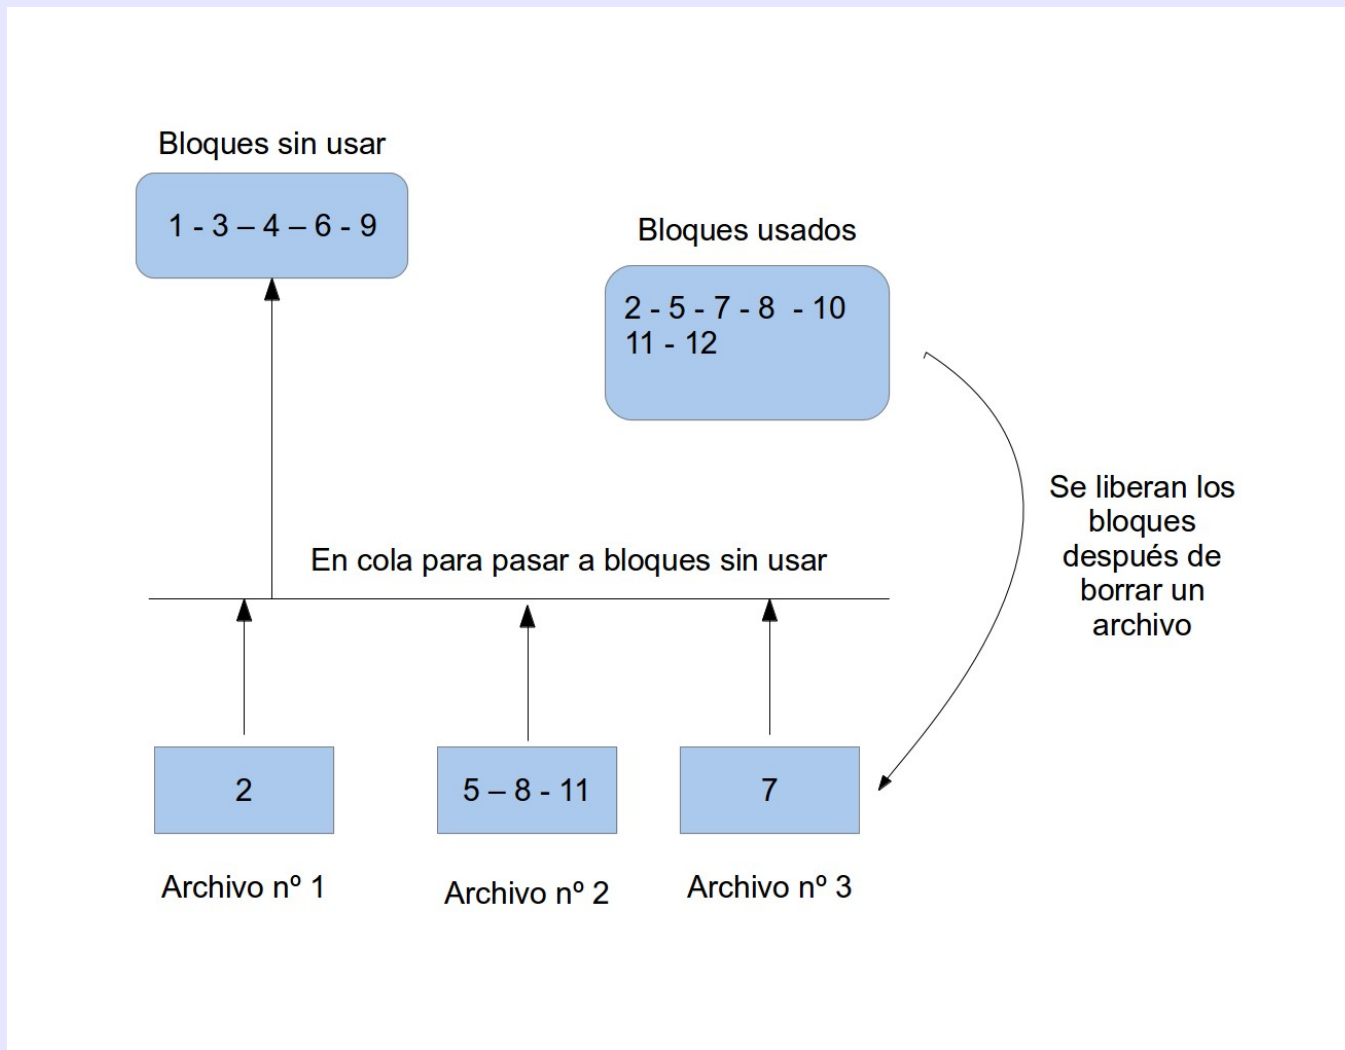 Bloques sin usar
1 - 3 – 4 – 6 - 9
Bloques usados
2 - 5 - 7 - 8  - 10
11 - 12
Se liberan los
bloques
después de
borrar un
archivo
En cola para pasar a bloques sin usar
2
5 – 8 - 11
7
Archivo nº 1
Archivo nº 2
Archivo nº 3